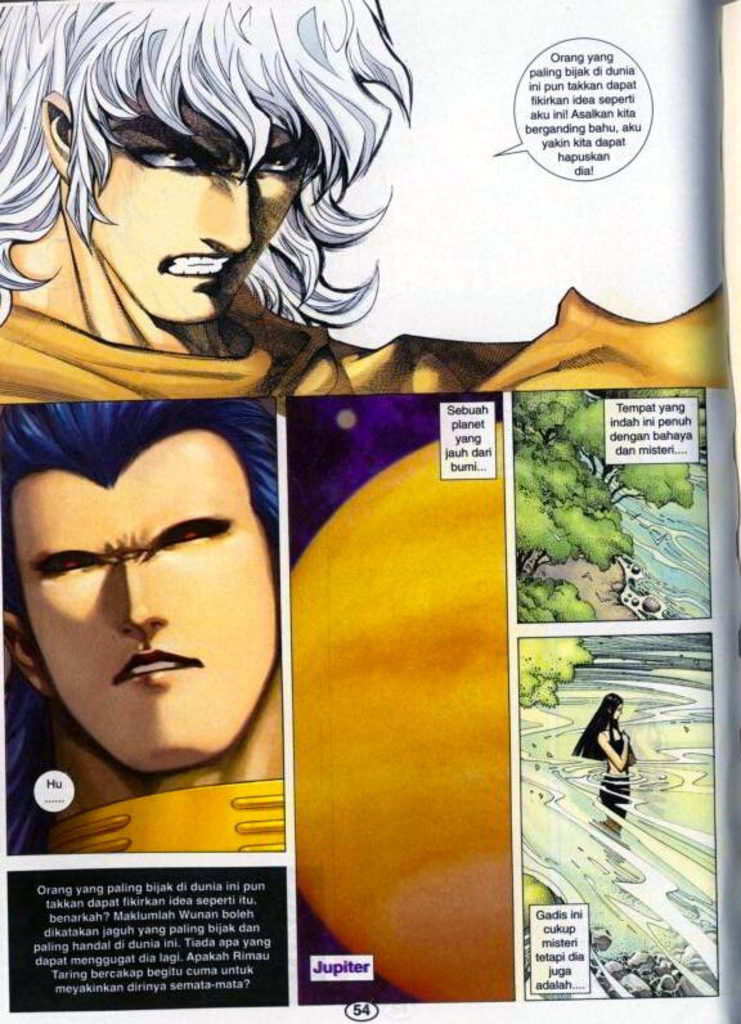 Orang yang
paling bijak di dunia
ini pun takkan dapat
fikirkan idea seperti
aku ini! Asalkan kita
berganding bahu, aku
yakin kita dapat
hapuskan
dia!
Hu
......
Orang yang paling bijak di dunia ini pun
takkan dapat fikirkan idea seperti itu,
benarkah? Maklumlah Wunan boleh
dikatakan jaguh yang paling bijak dan
paling handal di dunia ini. Tiada apa yang
dapat menggugat dia lagi. Apakah Rimau
Taring bercakap begitu cuma untuk
meyakinkan dirinya semata-mata?
Sebuah
planet
yang
jauh dari
bumi...
Jupiter
Tempat yang
indah ini penuh
dengan bahaya
dan misteri....
Gadis ini
cukup
misteri
tetapi dia
juga
adalah....
54